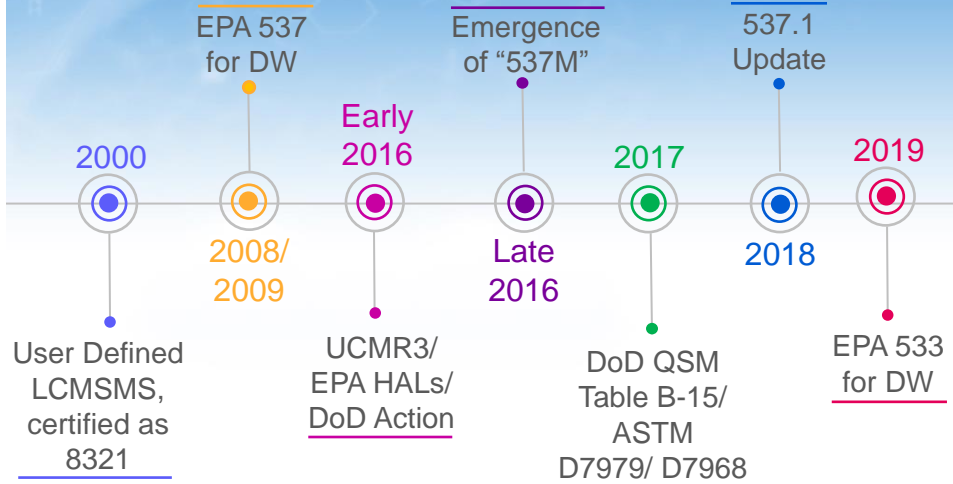 2000
User Defined
LCMSMS,
certified as
8321
EPA 537
for DW
2008/
2009
Early
2016
UCMR3/
EPA HALs/
DoD Action
Emergence
of “537M”
Late
2016
2017
DoD QSM
Table B-15/
ASTM
D7979/ D7968
537.1
Update
2018
2019
EPA 533
for DW